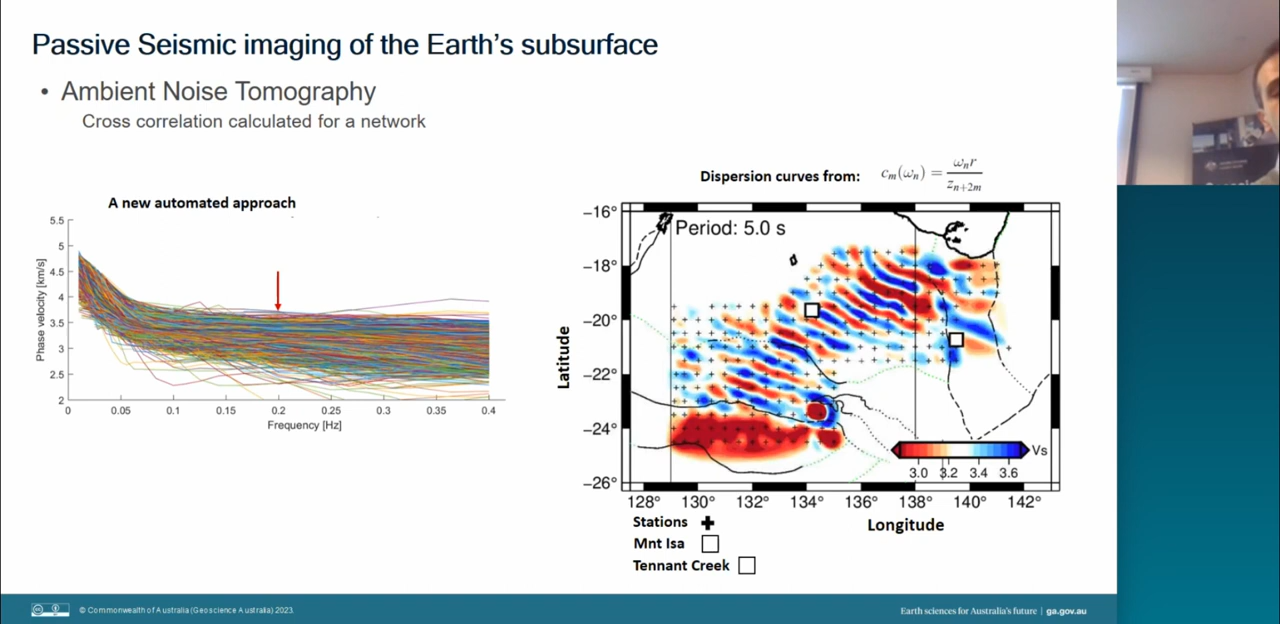 Passive Seismic imaging of the Earth's subsurface
• Ambient Noise Tomography
Cross correlation calculated for a network
A new automated approach
5.5
5
4.5
4
3.5
3
2.5
2
Phase velocity [km/s]
0 0.05 0.1 0.15 0.2 0.25 0.3 0.35 0.4
Frequency [Hz]
Dispersion curves from: cₘ(ωₙ) = ωₙr / zₙ₊₂ₘ
Period: 5.0 s
−16°
−18°
−20°
−22°
−24°
−26°
Latitude
Vs
3.0 3.2 3.4 3.6
128° 130° 132° 134° 136° 138° 140° 142°
Longitude
Stations
Mnt Isa
Tennant Creek
© Commonwealth of Australia (Geoscience Australia) 2023.
Earth sciences for Australia's future | ga.gov.au